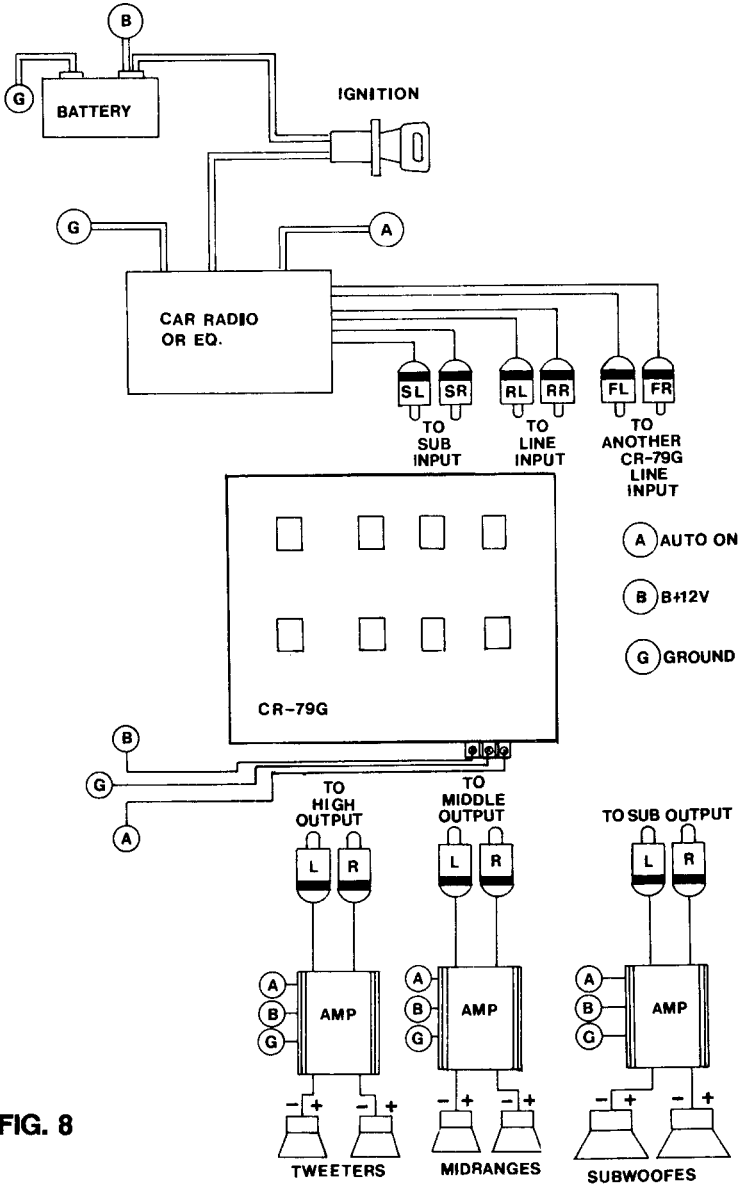 B
G
BATTERY
IGNITION
G
A
CAR RADIO
OR EQ.
SL SR RL RR FL FR
TO
SUB
INPUT
TO
LINE
INPUT
TO
ANOTHER
CR-79G
LINE
INPUT
A AUTO ON
B B+12V
G GROUND
CR-79G
B
G
A
TO
HIGH
OUTPUT
TO
MIDDLE
OUTPUT
TO SUB OUTPUT
L R
L R
L R
A
B
G
AMP
A
B
G
AMP
A
B
G
AMP
- + - +
- + - +
- + - +
TWEETERS
MIDRANGES
SUBWOOFES
FIG. 8